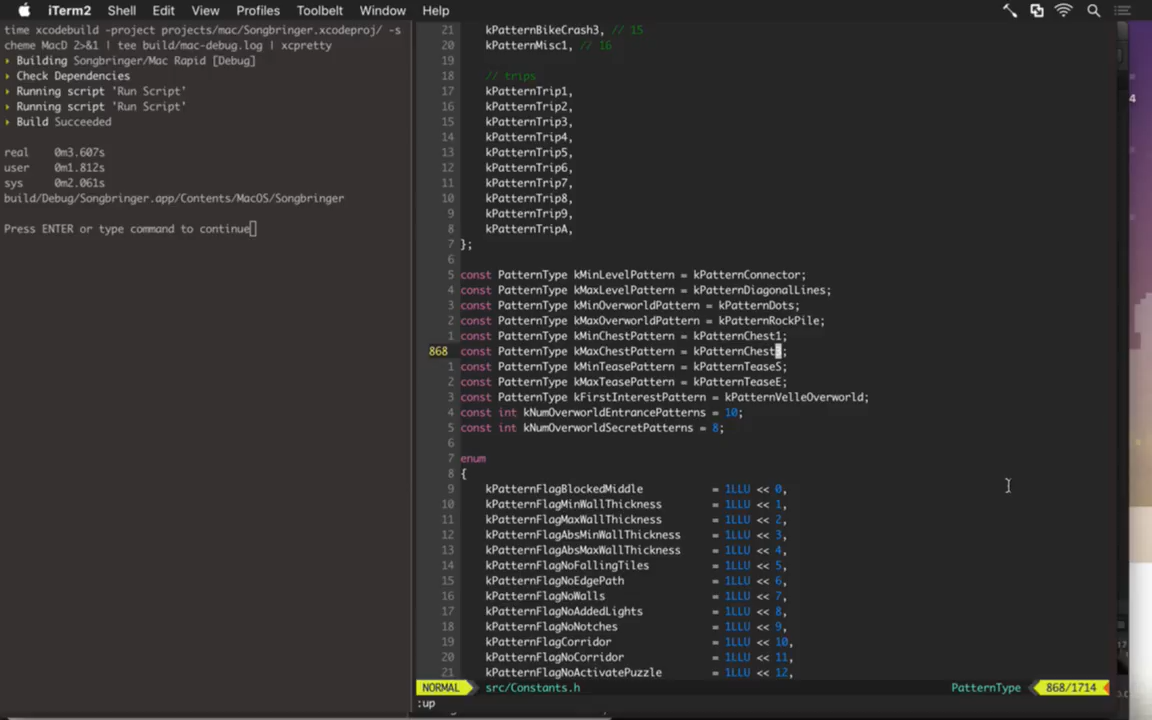 iTerm2 Shell Edit View Profiles Toolbelt Window Help
time xcodebuild -project projects/mac/Songbringer.xcodeproj/ -s
cheme MacD 2>&1 | tee build/mac-debug.log | xcpretty
▸ Building Songbringer/Mac Rapid [Debug]
▸ Check Dependencies
▸ Running script 'Run Script'
▸ Running script 'Run Script'
▸ Build Succeeded
real 0m3.607s
user 0m1.812s
sys 0m2.061s
build/Debug/Songbringer.app/Contents/MacOS/Songbringer
Press ENTER or type command to continue
21 kPatternBikeCrash3, // 15
20 kPatternMisc1, // 16
19
18 // trips
17 kPatternTrip1,
16 kPatternTrip2,
15 kPatternTrip3,
14 kPatternTrip4,
13 kPatternTrip5,
12 kPatternTrip6,
11 kPatternTrip7,
10 kPatternTrip8,
9 kPatternTrip9,
8 kPatternTripA,
7 };
6
5 const PatternType kMinLevelPattern = kPatternConnector;
4 const PatternType kMaxLevelPattern = kPatternDiagonalLines;
3 const PatternType kMinOverworldPattern = kPatternDots;
2 const PatternType kMaxOverworldPattern = kPatternRockPile;
1 const PatternType kMinChestPattern = kPatternChest1;
868 const PatternType kMaxChestPattern = kPatternChest3;
1 const PatternType kMinTeasePattern = kPatternTeaseS;
2 const PatternType kMaxTeasePattern = kPatternTeaseE;
3 const PatternType kFirstInterestPattern = kPatternVelleOverworld;
4 const int kNumOverworldEntrancePatterns = 10;
5 const int kNumOverworldSecretPatterns = 8;
6
7 enum
8 {
9 kPatternFlagBlockedMiddle = 1LLU << 0,
10 kPatternFlagMinWallThickness = 1LLU << 1,
11 kPatternFlagMaxWallThickness = 1LLU << 2,
12 kPatternFlagAbsMinWallThickness = 1LLU << 3,
13 kPatternFlagAbsMaxWallThickness = 1LLU << 4,
14 kPatternFlagNoFallingTiles = 1LLU << 5,
15 kPatternFlagNoEdgePath = 1LLU << 6,
16 kPatternFlagNoWalls = 1LLU << 7,
17 kPatternFlagNoAddedLights = 1LLU << 8,
18 kPatternFlagNoNotches = 1LLU << 9,
19 kPatternFlagCorridor = 1LLU << 10,
20 kPatternFlagNoCorridor = 1LLU << 11,
21 kPatternFlagNoActivatePuzzle = 1LLU << 12,
NORMAL src/Constants.h PatternType 868/1714
:up
4